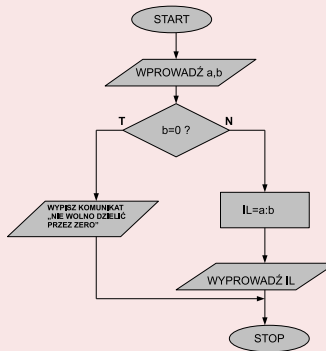 START
WPROWADŹ a,b
b=0 ?
T
N
WYPISZ KOMUNIKAT
„NIE WOLNO DZIELIĆ
PRZEZ ZERO”
IL=a:b
WYPROWADŹ IL
STOP